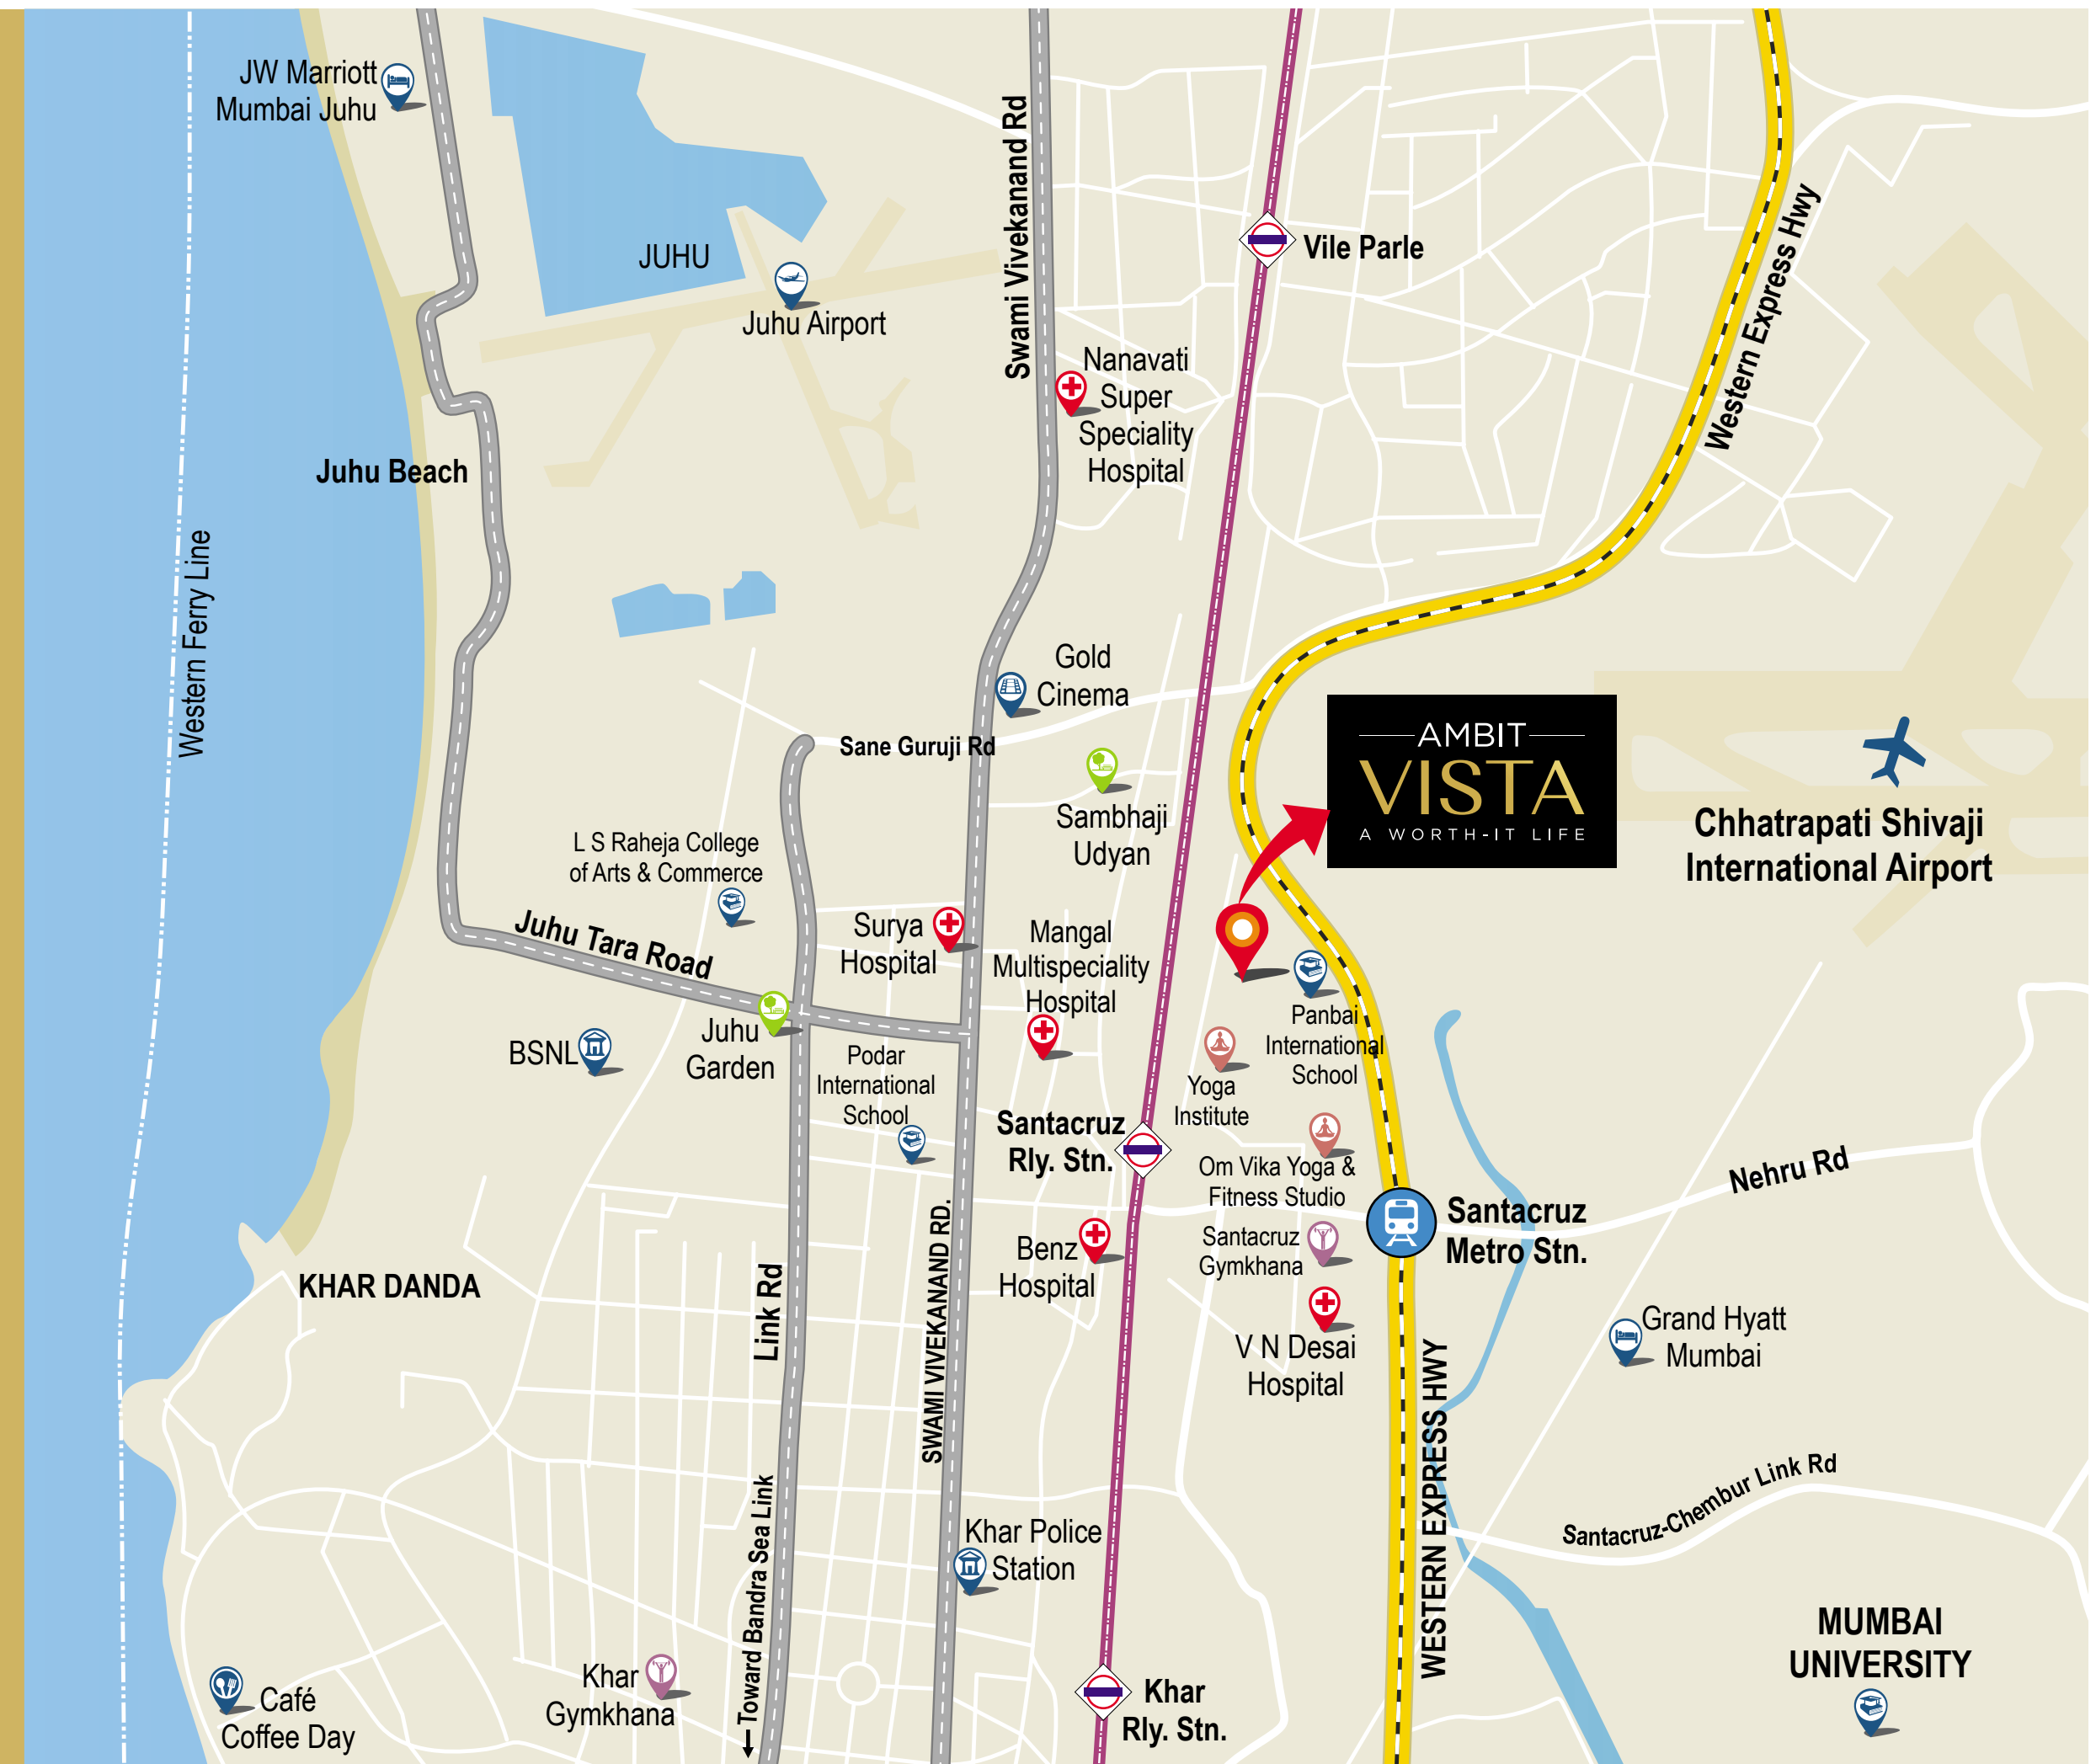 JW Marriott
Mumbai Juhu
Swami Vivekanand Rd
Western Express Hwy
JUHU
Vile Parle
Juhu Airport
Nanavati
Super
Speciality
Hospital
Juhu Beach
Western Ferry Line
Gold
Cinema
Sane Guruji Rd
AMBIT
VISTA
A WORTH-IT LIFE
Sambhaji
Udyan
Chhatrapati Shivaji
International Airport
L S Raheja College
of Arts & Commerce
Juhu Tara Road
Surya
Hospital
Mangal
Multispeciality
Hospital
Panbai
International
School
BSNL
Juhu
Garden
Podar
International
School
Yoga
Institute
Santacruz
Rly. Stn.
Om Vika Yoga &
Fitness Studio
Nehru Rd
Santacruz
Metro Stn.
Santacruz
Gymkhana
Benz
Hospital
KHAR DANDA
Link Rd
SWAMI VIVEKANAND RD.
V N Desai
Hospital
Grand Hyatt
Mumbai
WESTERN EXPRESS HWY
Santacruz-Chembur Link Rd
Toward Bandra Sea Link
Khar Police
Station
MUMBAI
UNIVERSITY
Khar
Gymkhana
Khar
Rly. Stn.
Café
Coffee Day